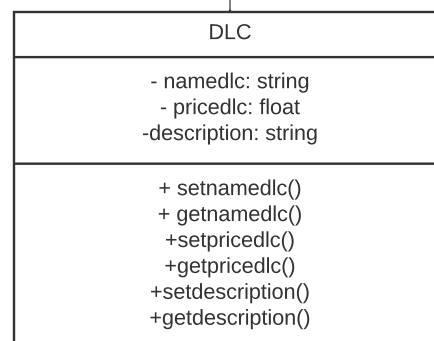 DLC
- namedlc: string
- pricedlc: float
-description: string
+ setnamedlc()
+ getnamedlc()
+setpricedlc()
+getpricedlc()
+setdescription()
+getdescription()